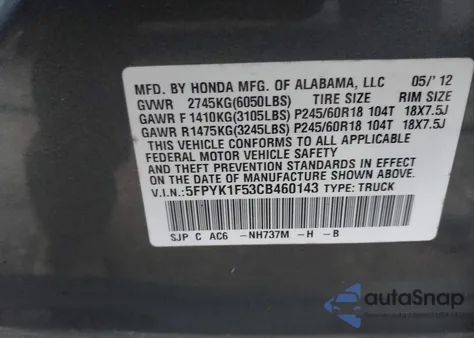 MFD. BY HONDA MFG. OF ALABAMA, LLC 05/'12
GVWR 2745KG(6050LBS) TIRE SIZE RIM SIZE
GAWR F 1410KG(3105LBS) P245/60R18 104T 18X7.5J
GAWR R 1475KG(3245LBS) P245/60R18 104T 18X7.5J
THIS VEHICLE CONFORMS TO ALL APPLICABLE
FEDERAL MOTOR VEHICLE SAFETY
AND THEFT PREVENTION STANDARDS IN EFFECT
ON THE DATE OF MANUFACTURE SHOWN ABOVE.
V.I.N.: 5FPYK1F53CB460143 TYPE: TRUCK
SJP C AC6 -NH737M -H -B
autoSnap